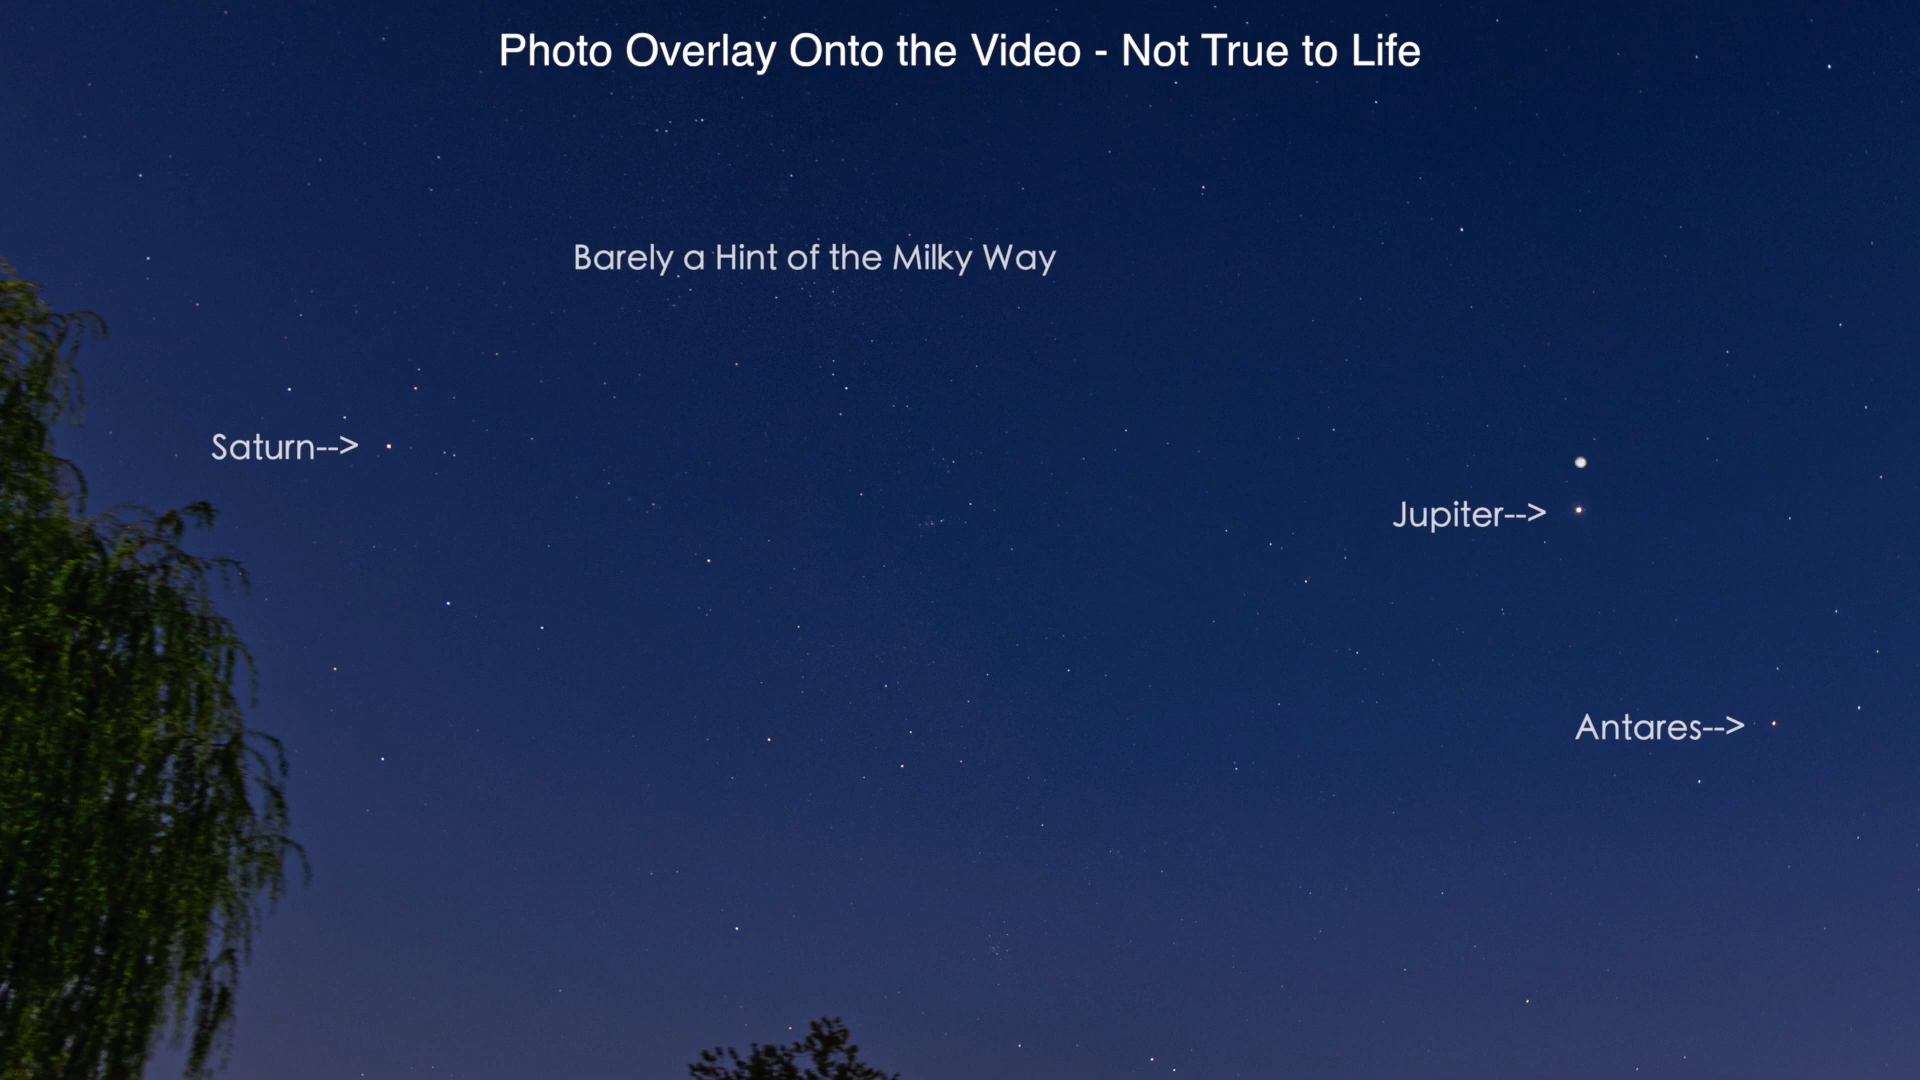 Photo Overlay Onto the Video - Not True to Life
Barely a Hint of the Milky Way
Saturn-->
Jupiter-->
Antares-->